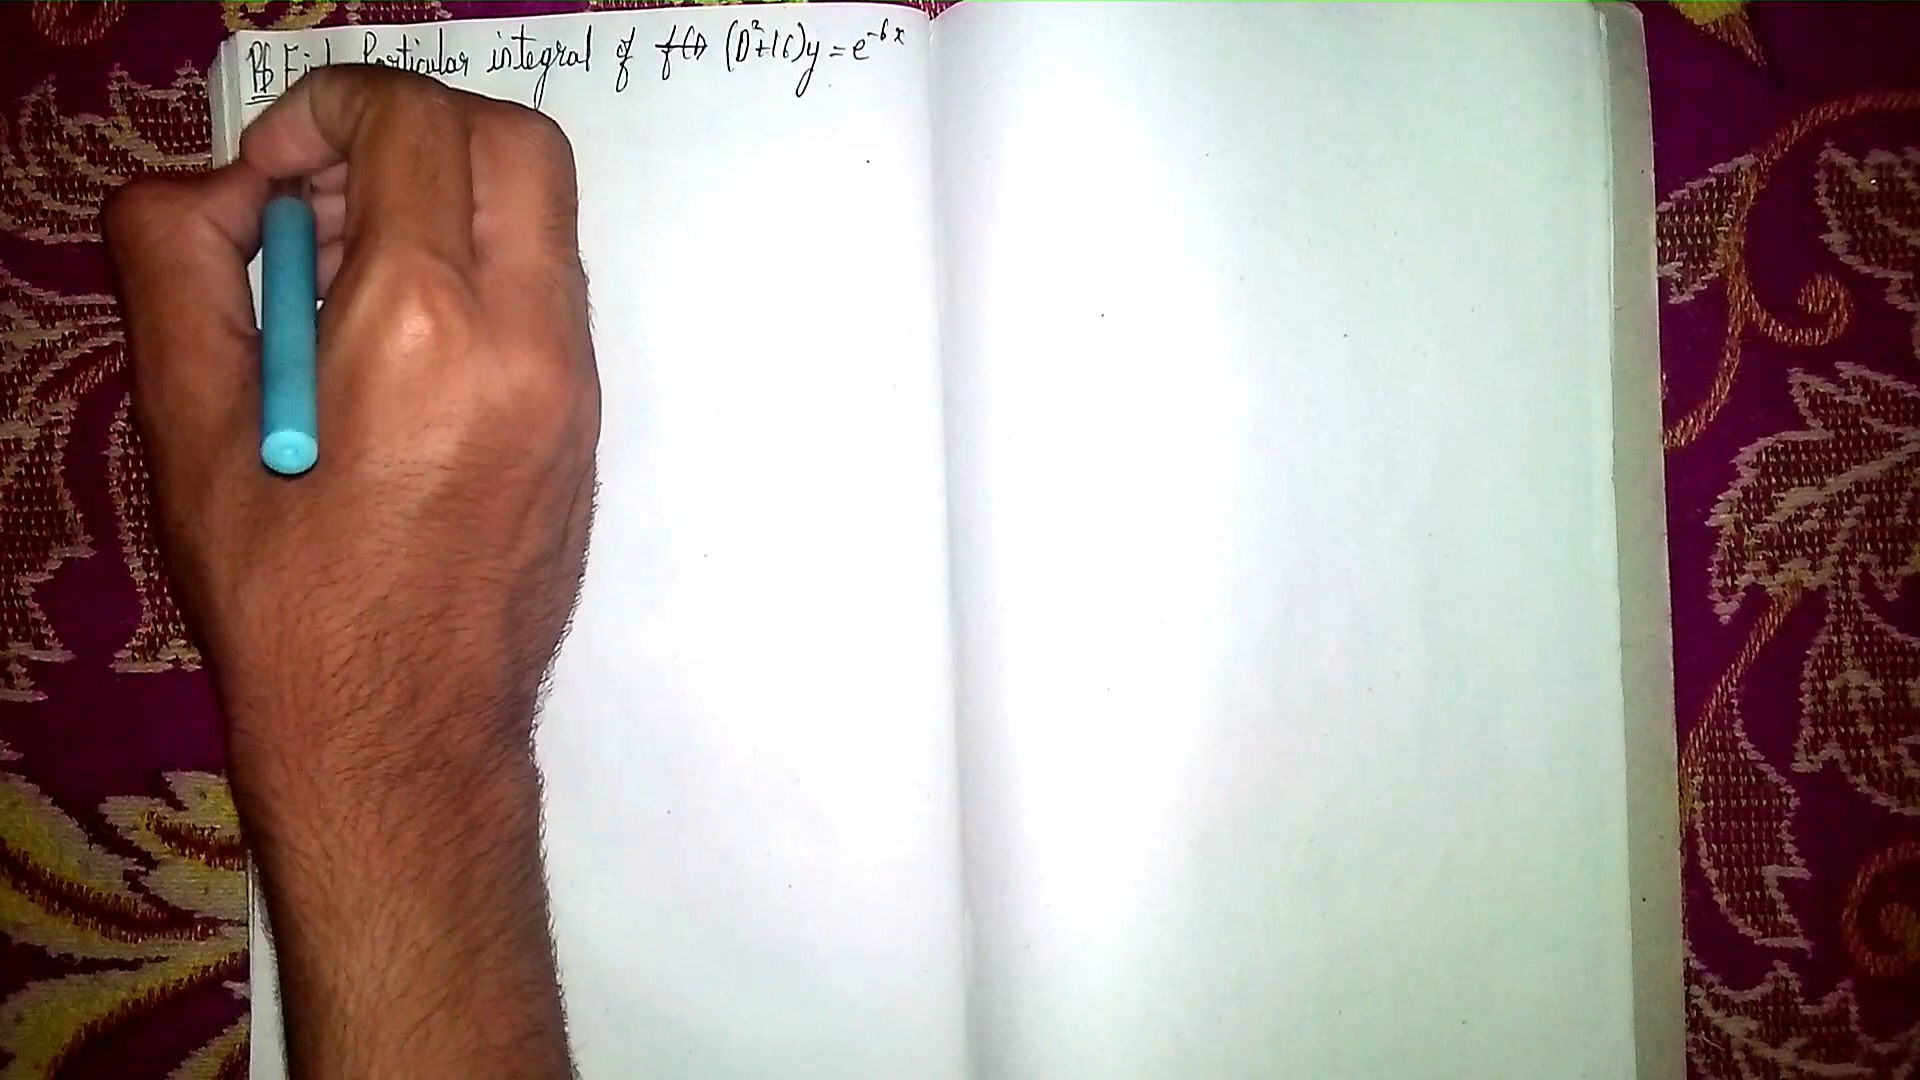 Pb Find Particular integral of f(D) (D²+16)y = e⁻⁶ˣ